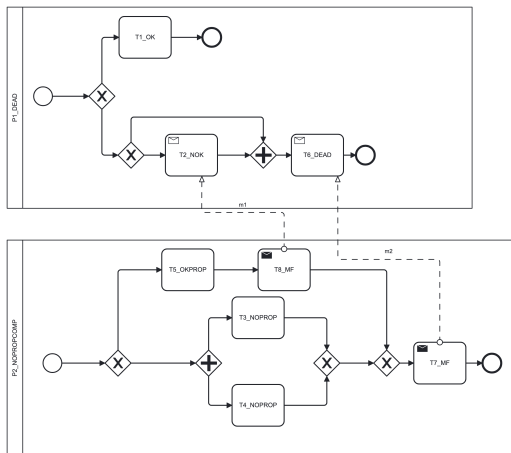 P1_DEAD
T1_OK
T2_NOK
T6_DEAD
m1
m2
P2_NOPROPCOMP
T5_OKPROP
T8_MF
T3_NOPROP
T7_MF
T4_NOPROP